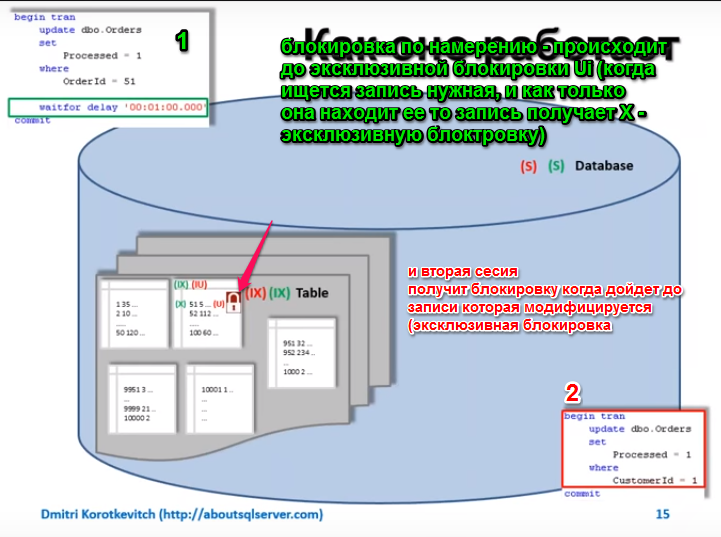 begin tran
update dbo.Orders
set
Processed = 1
where
OrderId = 51
waitfor delay '00:01:00.000'
commit
1
Как оно работает
блокировка по намерению - происходит
до эксклюзивной блокировки UI (когда
ищется запись нужная, и как только
она находит ее то запись получает X -
эксклюзивную блоктровку)
(S) (S) Database
(IX) (IU)
(X) 51 5 ... (U)
52 112 ...
.....
100 60 ...
(IX) (IX) Table
1 35 ...
2 10 ...
.....
50 120 ...
951 32 ...
952 234 ...
...
1000 2 ...
9951 3 ...
...
9999 21 ...
10000 2
10001 1 ...
...
...
и вторая сесия
получит блокировку когда дойдет до
записи которая модифицируется
(эксклюзивная блокировка
2
begin tran
update dbo.Orders
set
Processed = 1
where
CustomerId = 1
commit
Dmitri Korotkevitch (http://aboutsqlserver.com)
15